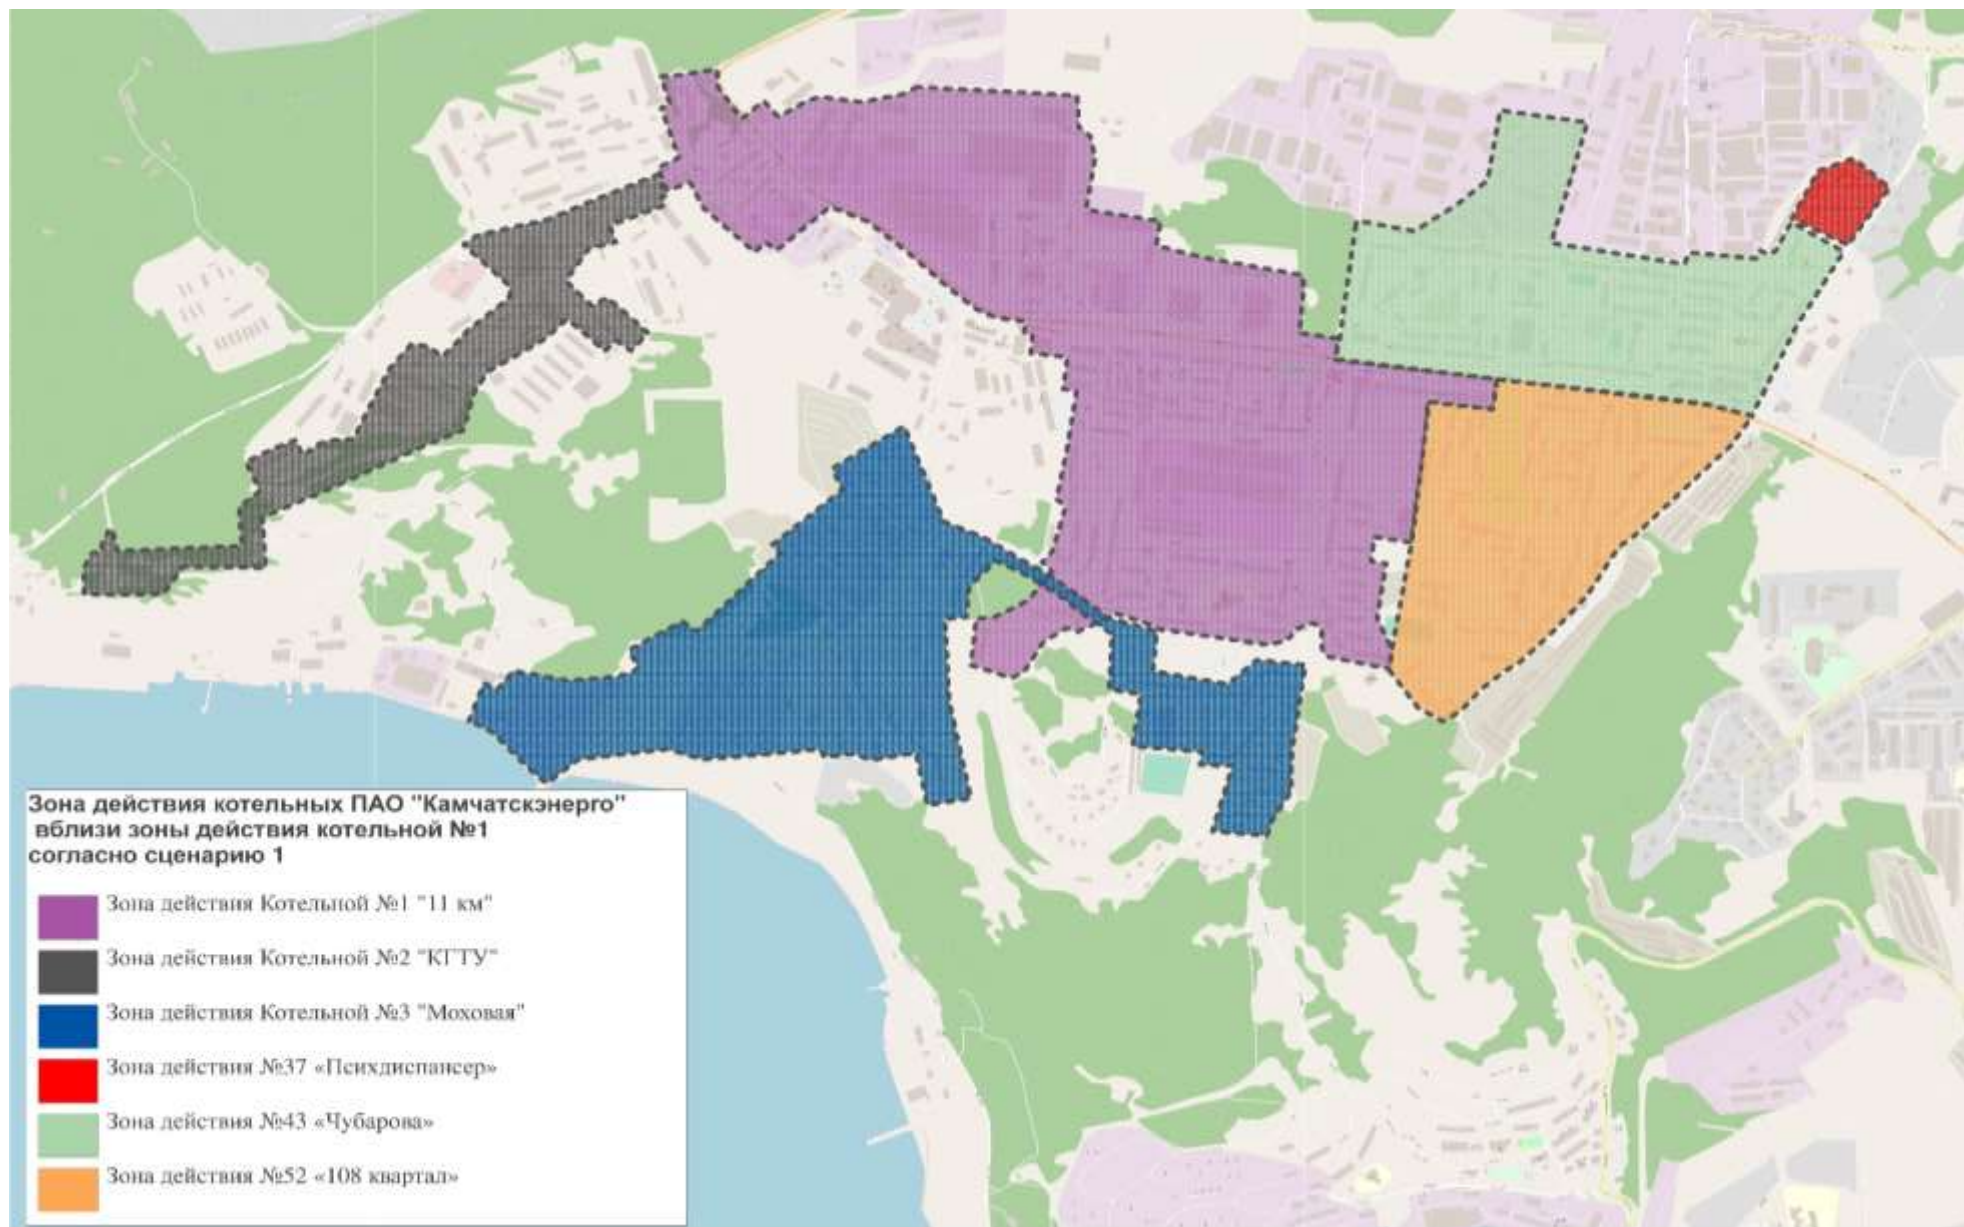 Зона действия котельных ПАО "Камчатскэнерго"
вблизи зоны действия котельной №1
согласно сценарию 1
Зона действия Котельной №1 "11 км"
Зона действия Котельной №2 "КГТУ"
Зона действия Котельной №3 "Моховая"
Зона действия №37 «Психдиспансер»
Зона действия №43 «Чубарова»
Зона действия №52 «108 квартал»